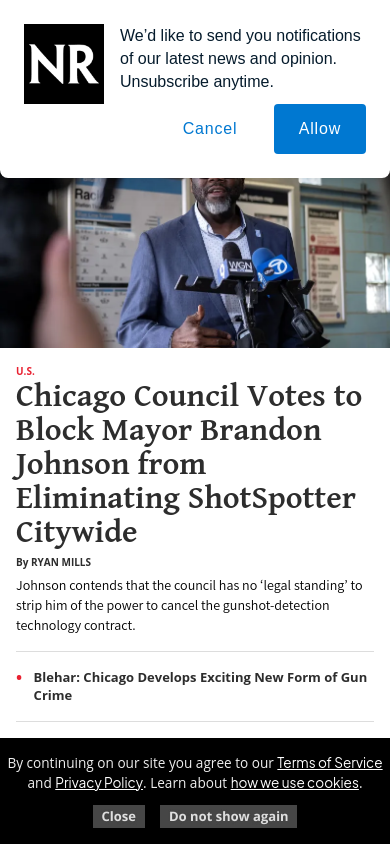 NR
We’d like to send you notifications
of our latest news and opinion.
Unsubscribe anytime.
Cancel
Allow
WGN
7
U.S.
Chicago Council Votes to
Block Mayor Brandon
Johnson from
Eliminating ShotSpotter
Citywide
By RYAN MILLS
Johnson contends that the council has no ‘legal standing’ to
strip him of the power to cancel the gunshot-detection
technology contract.
• Blehar: Chicago Develops Exciting New Form of Gun
Crime
By continuing on our site you agree to our Terms of Service
and Privacy Policy. Learn about how we use cookies.
Close
Do not show again